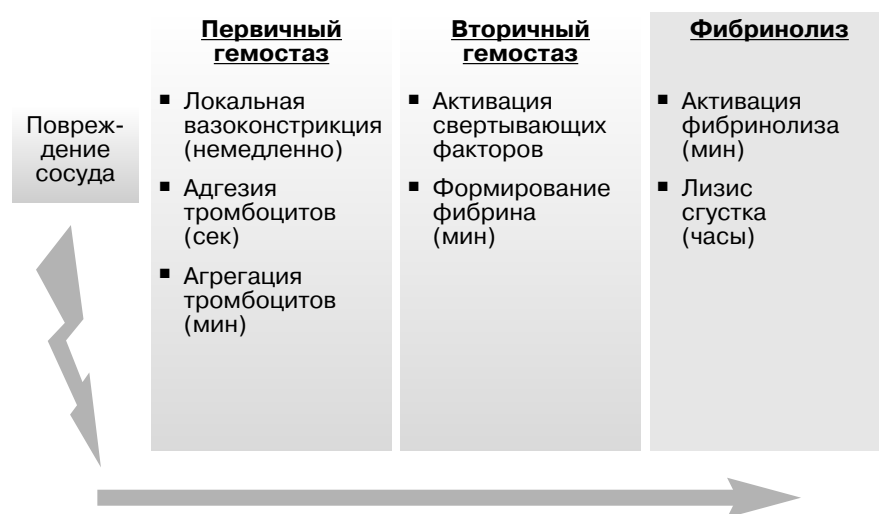 Повреж-
дение
сосуда
Первичный
гемостаз
▪ Локальная
вазоконстрикция
(немедленно)
▪ Адгезия
тромбоцитов
(сек)
▪ Агрегация
тромбоцитов
(мин)
Вторичный
гемостаз
▪ Активация
свертывающих
факторов
▪ Формирование
фибрина
(мин)
Фибринолиз
▪ Активация
фибринолиза
(мин)
▪ Лизис
сгустка
(часы)